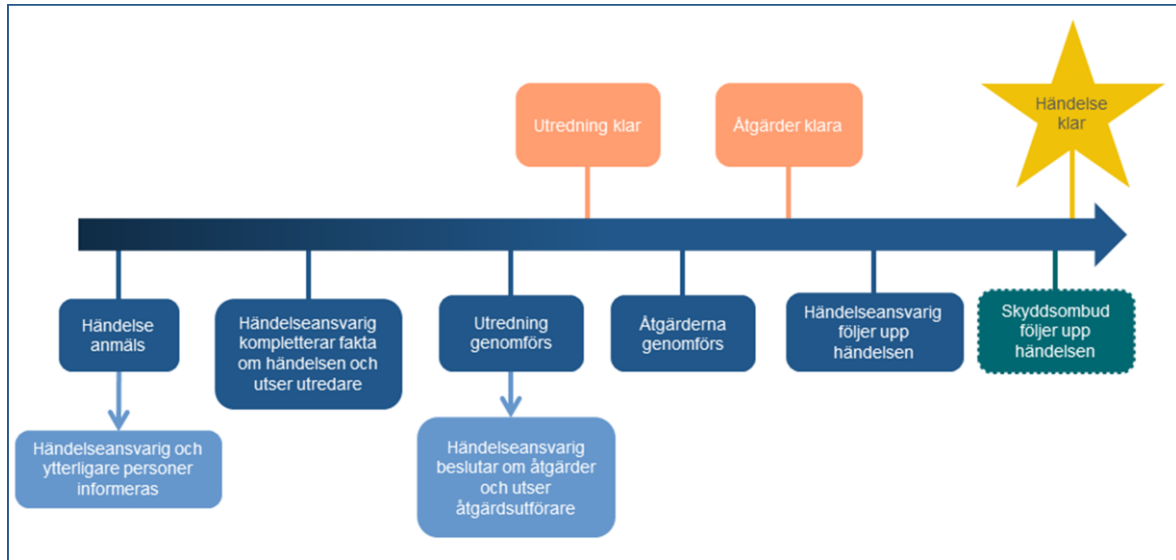 Utredning klar
Åtgärder klara
Händelse
klar
Händelse
anmäls
Händelseansvarig
kompletterar fakta
om händelsen och
utser utredare
Utredning
genomförs
Åtgärderna
genomförs
Händelseansvarig
följer upp
händelsen
Skyddsombud
följer upp
händelsen
Händelseansvarig och
ytterligare personer
informeras
Händelseansvarig
beslutar om åtgärder
och utser
åtgärdsutförare